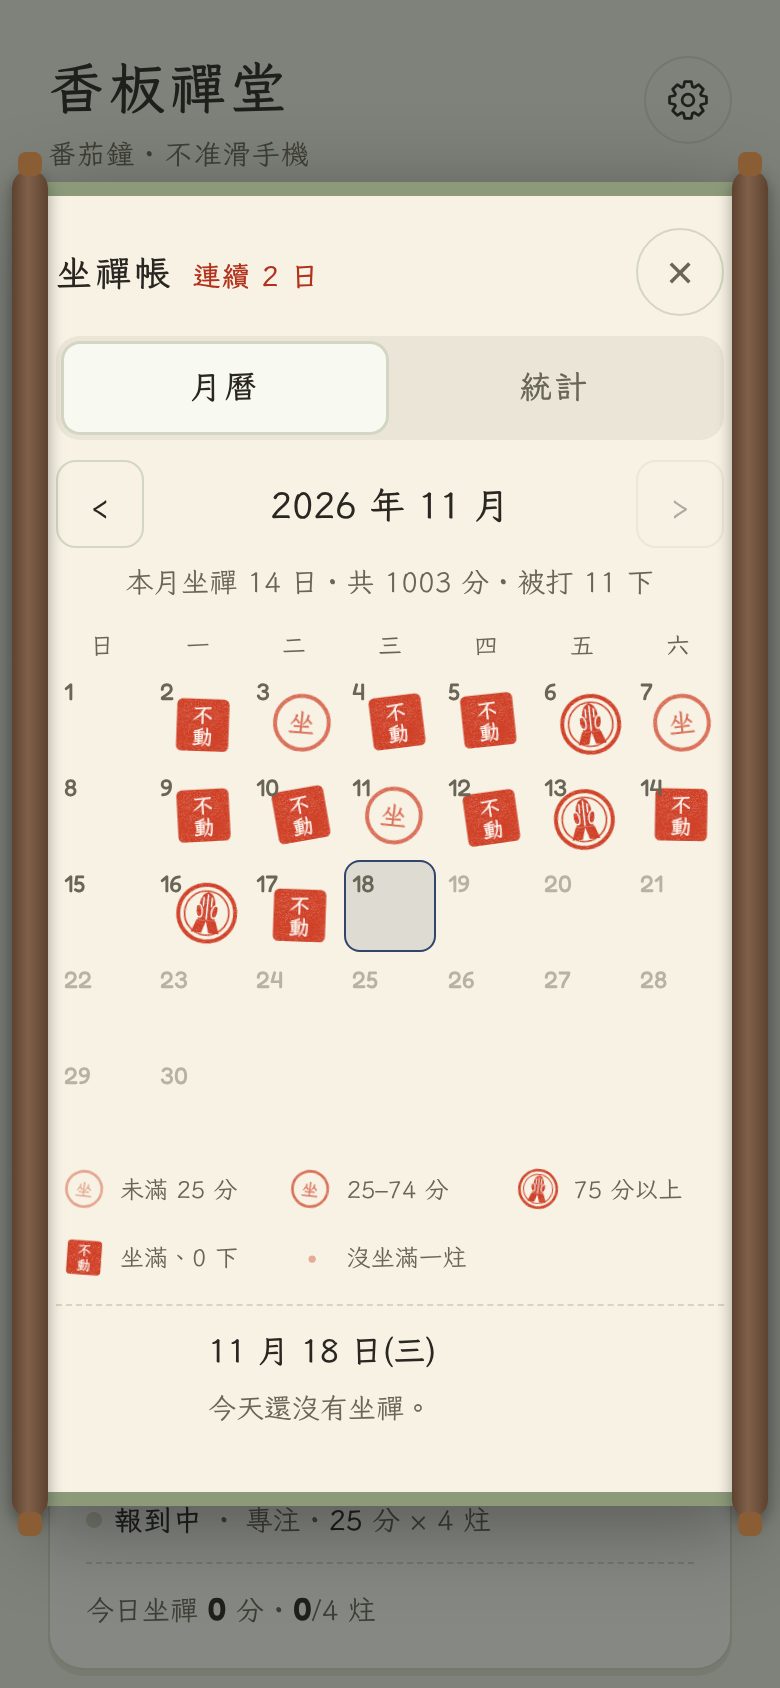 香板禪堂
番茄鐘・不准滑手機
坐禪帳 連續 2 日
×
月曆 統計
< 2026 年 11 月 >
本月坐禪 14 日・共 1003 分・被打 11 下
日 一 二 三 四 五 六
1 2 不動 3 坐 4 不動 5 不動 6 7 坐
8 9 不動 10 不動 11 坐 12 不動 13 14 不動
15 16 17 不動 18 19 20 21
22 23 24 25 26 27 28
29 30
坐 未滿 25 分 坐 25–74 分 75 分以上
不動 坐滿、0 下 沒坐滿一炷
11 月 18 日(三)
今天還沒有坐禪。
報到中 ・ 專注・25 分 × 4 炷
今日坐禪 0 分・0/4 炷